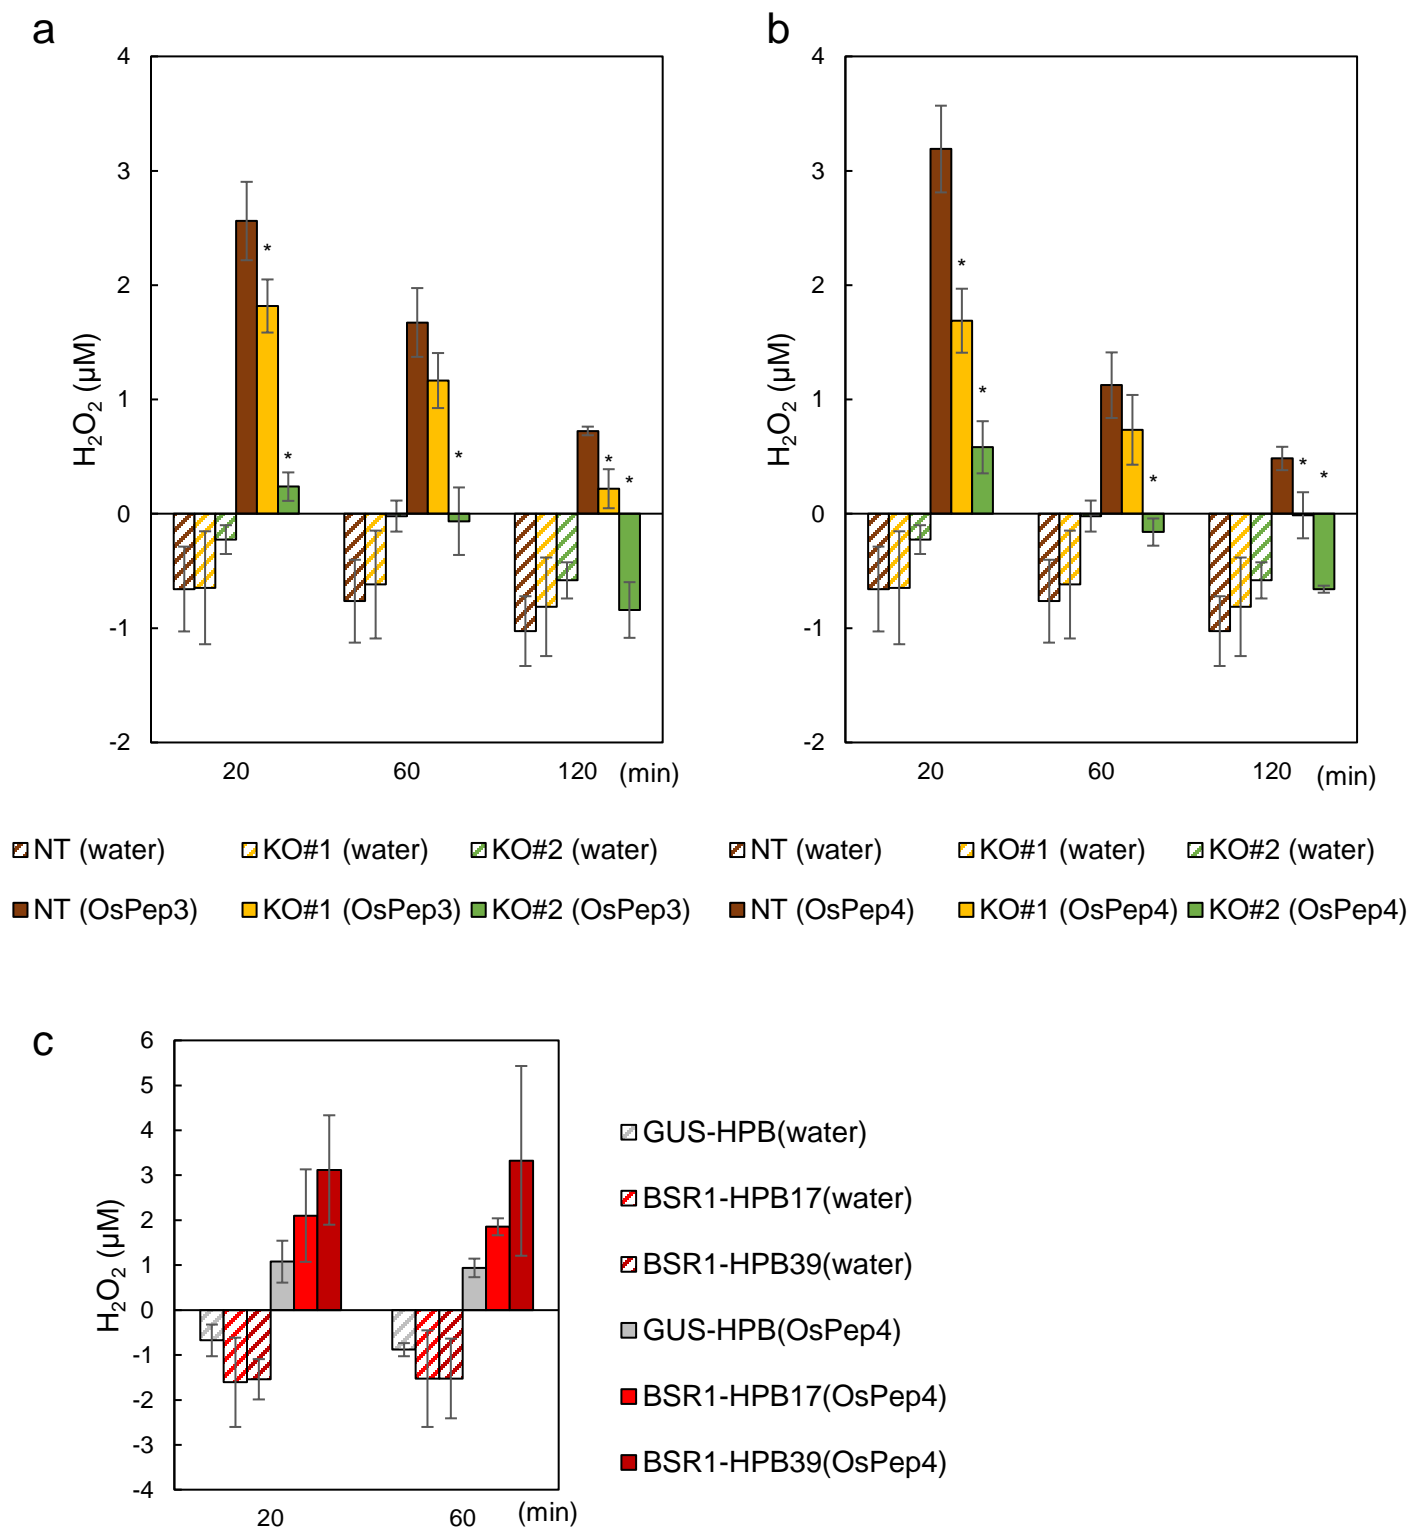 a
b
4
3
2
1
0
-1
-2
H₂O₂ (µM)
*
*
*
*
*
20
60
120
(min)
4
3
2
1
0
-1
-2
H₂O₂ (µM)
*
*
*
*
*
20
60
120
(min)
NT (water) KO#1 (water) KO#2 (water)
NT (OsPep3) KO#1 (OsPep3) KO#2 (OsPep3)
NT (water) KO#1 (water) KO#2 (water)
NT (OsPep4) KO#1 (OsPep4) KO#2 (OsPep4)
c
6
5
4
3
2
1
0
-1
-2
-3
-4
H₂O₂ (µM)
20
60
(min)
GUS-HPB(water)
BSR1-HPB17(water)
BSR1-HPB39(water)
GUS-HPB(OsPep4)
BSR1-HPB17(OsPep4)
BSR1-HPB39(OsPep4)